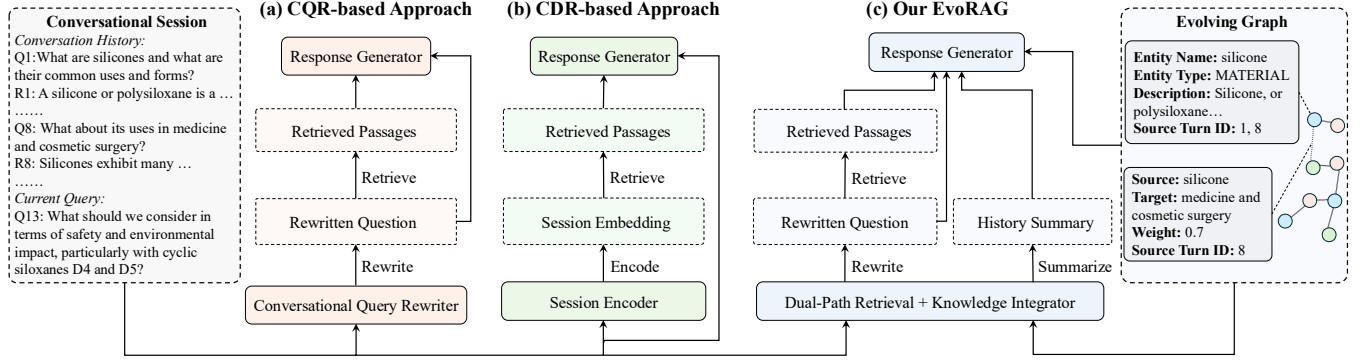 Conversational Session
Conversation History:
Q1:What are silicones and what are
their common uses and forms?
R1: A silicone or polysiloxane is a …
……
Q8: What about its uses in medicine
and cosmetic surgery?
R8: Silicones exhibit many …
……
Current Query:
Q13: What should we consider in
terms of safety and environmental
impact, particularly with cyclic
siloxanes D4 and D5?
(a) CQR-based Approach
Response Generator
Retrieved Passages
Retrieve
Rewritten Question
Rewrite
Conversational Query Rewriter
(b) CDR-based Approach
Response Generator
Retrieved Passages
Retrieve
Session Embedding
Encode
Session Encoder
(c) Our EvoRAG
Response Generator
Retrieved Passages
Retrieve
Rewritten Question
History Summary
Rewrite
Summarize
Dual-Path Retrieval + Knowledge Integrator
Evolving Graph
Entity Name: silicone
Entity Type: MATERIAL
Description: Silicone, or
polysiloxane…
Source Turn ID: 1, 8
Source: silicone
Target: medicine and
cosmetic surgery
Weight: 0.7
Source Turn ID: 8